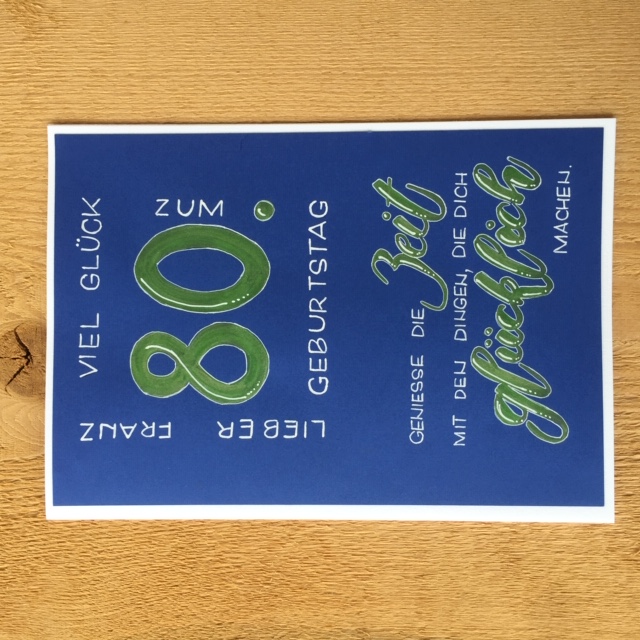 VIEL GLÜCK
ZUM
80.
GEBURTSTAG
LIEBER FRANZ
GENIESSE DIE Zeit
MIT DEN DINGEN, DIE DICH
glücklich
MACHEN.